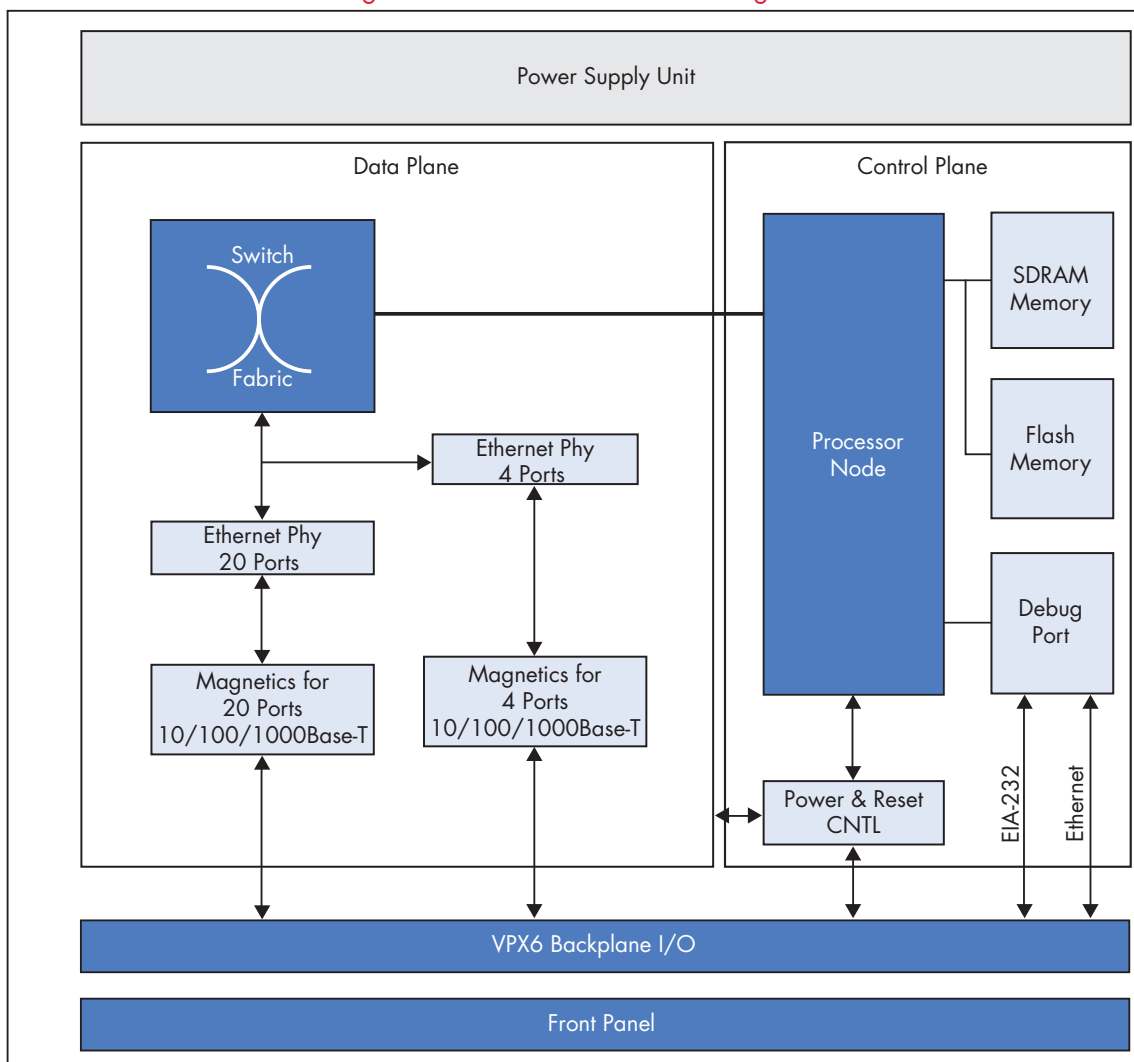 Power Supply Unit
Data Plane
Control Plane
Switch
Fabric
SDRAM
Memory
Flash
Memory
Processor
Node
Ethernet Phy
4 Ports
Ethernet Phy
20 Ports
Debug
Port
Magnetics for
20 Ports
10/100/1000Base-T
Magnetics for
4 Ports
10/100/1000Base-T
Power & Reset
CNTL
EIA-232
Ethernet
VPX6 Backplane I/O
Front Panel